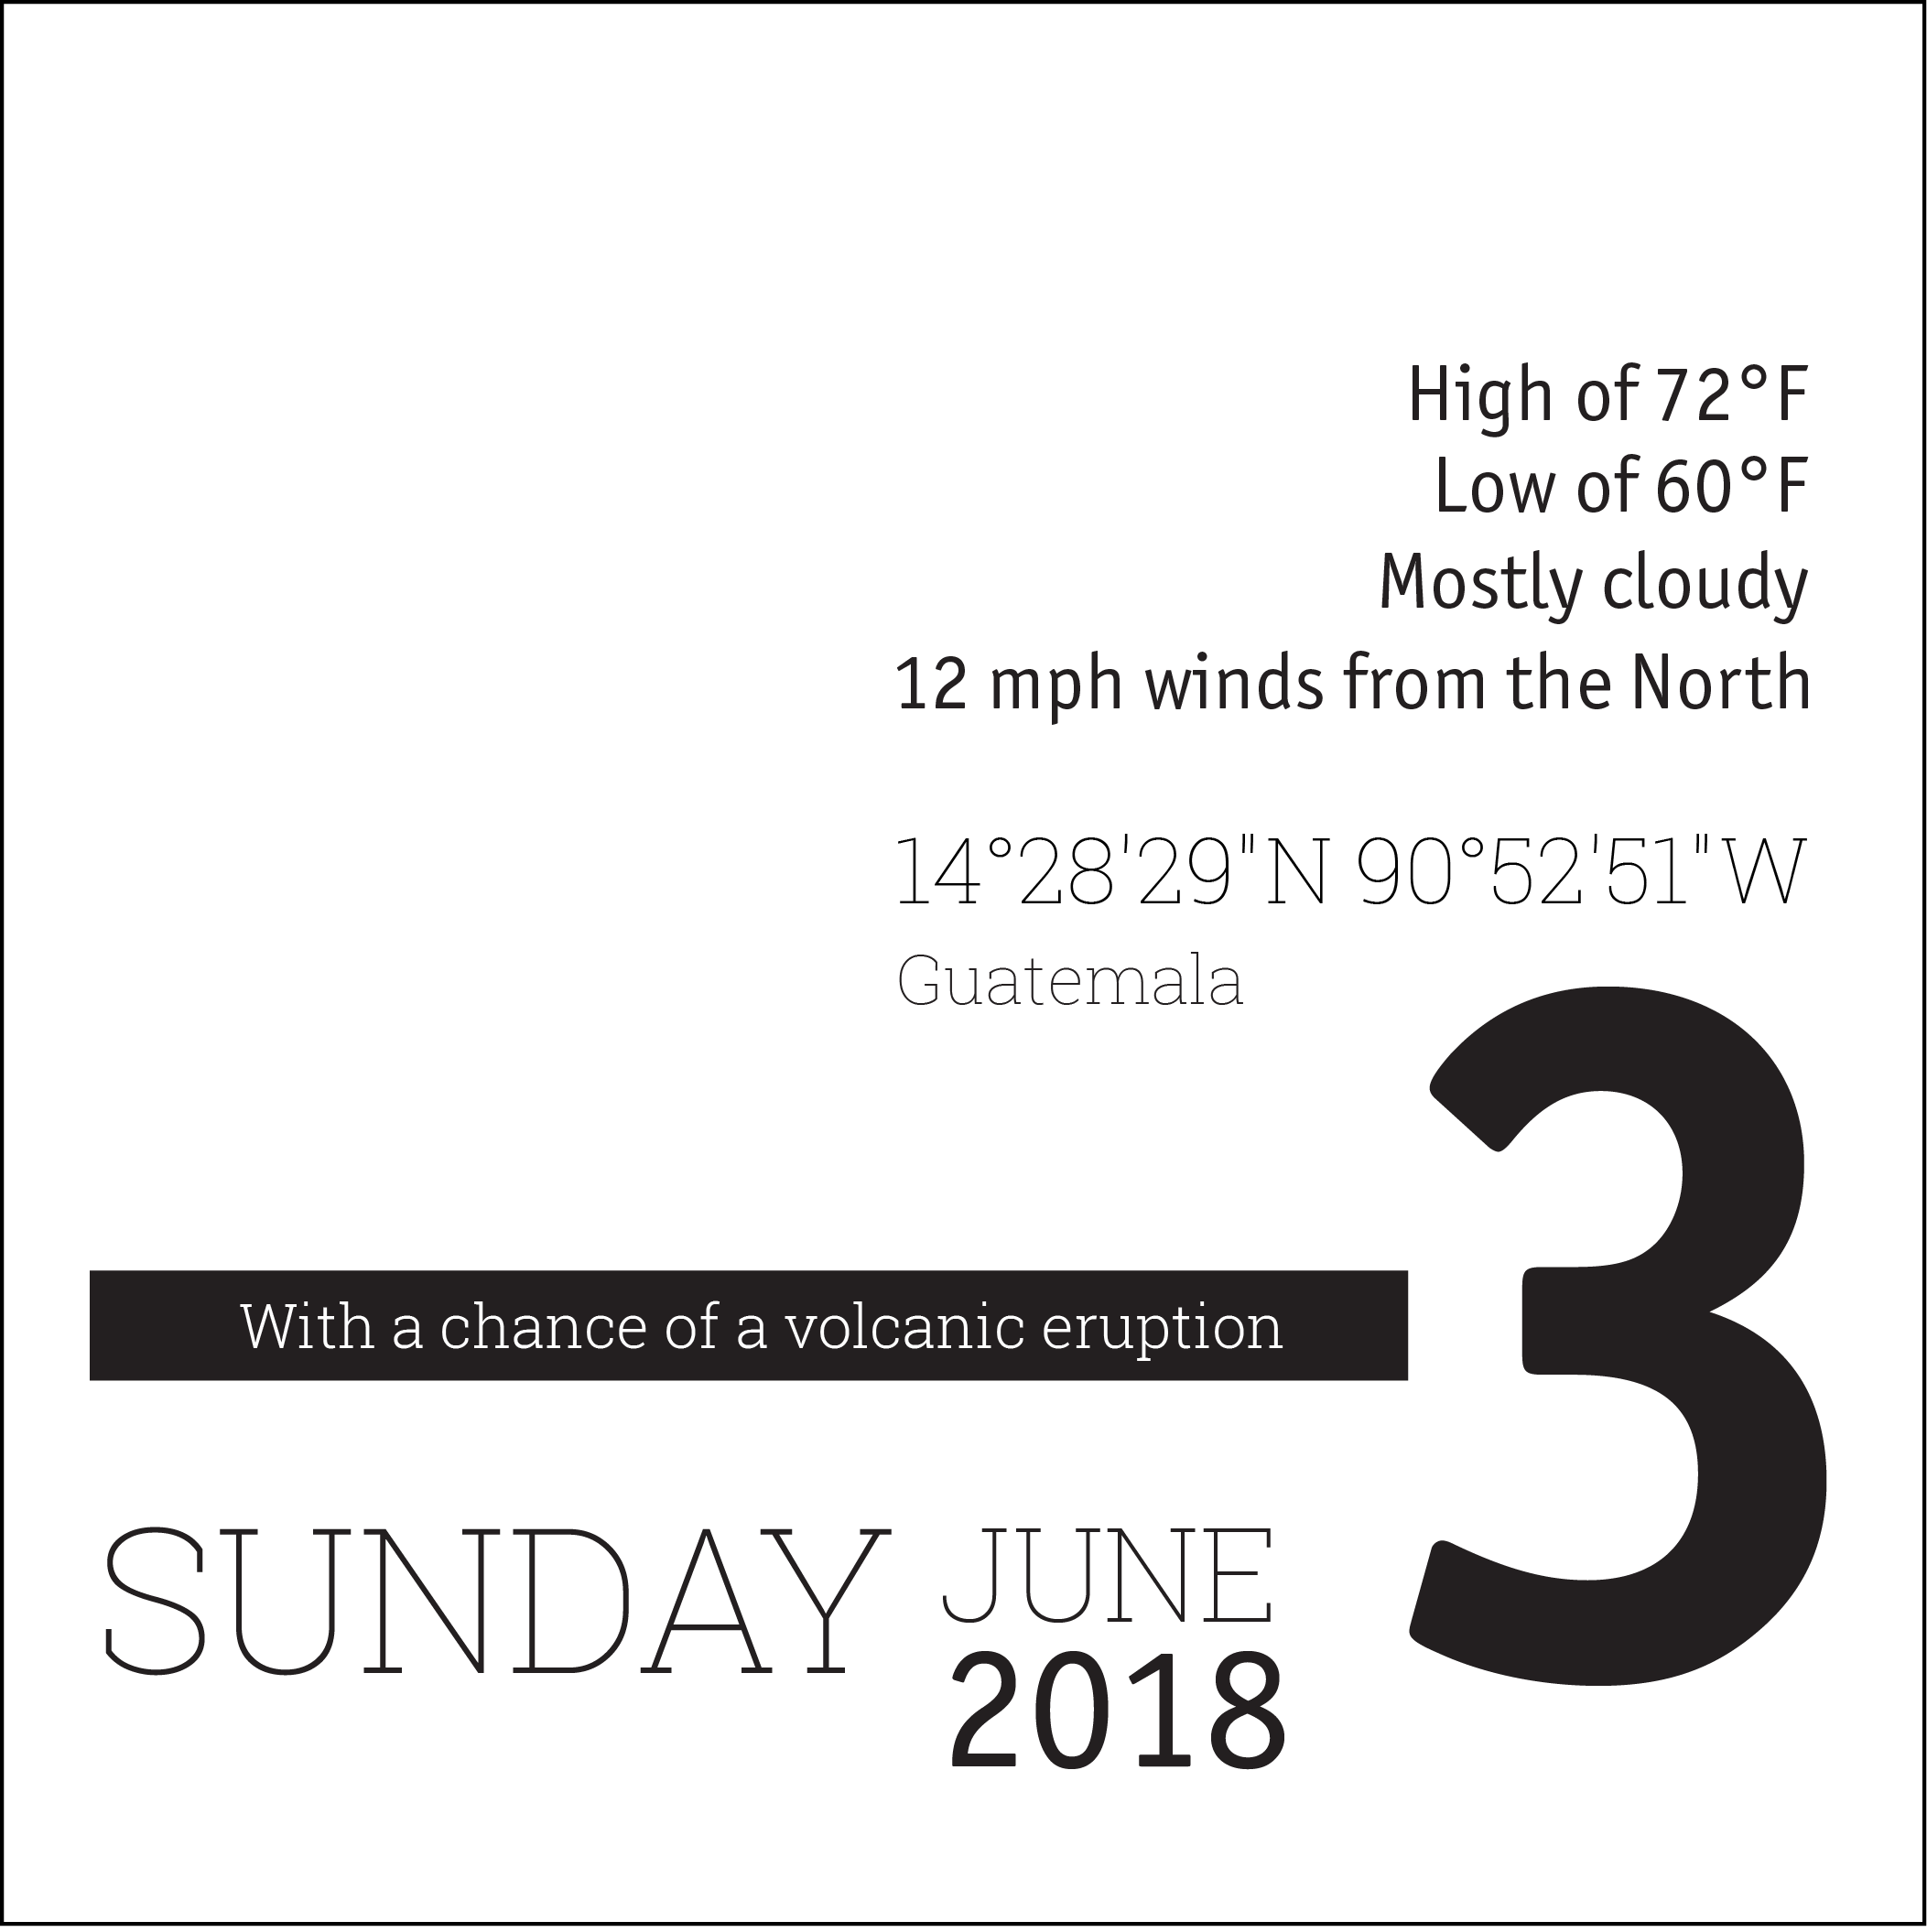 High of 72°F
Low of 60°F
Mostly cloudy
12 mph winds from the North
14°28'29"N 90°52'51"W
Guatemala
3
With a chance of a volcanic eruption
SUNDAY JUNE
2018